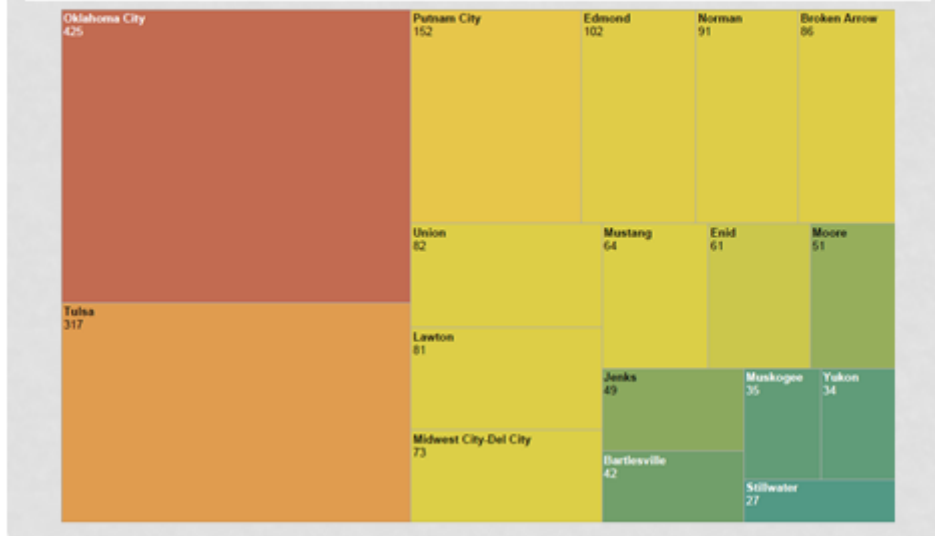 Oklahoma City
425
Putnam City
152
Edmond
102
Norman
91
Broken Arrow
86
Union
82
Mustang
64
Enid
61
Moore
51
Tulsa
317
Lawton
81
Jenks
49
Muskogee
35
Yukon
34
Midwest City-Del City
73
Bartlesville
42
Stillwater
27